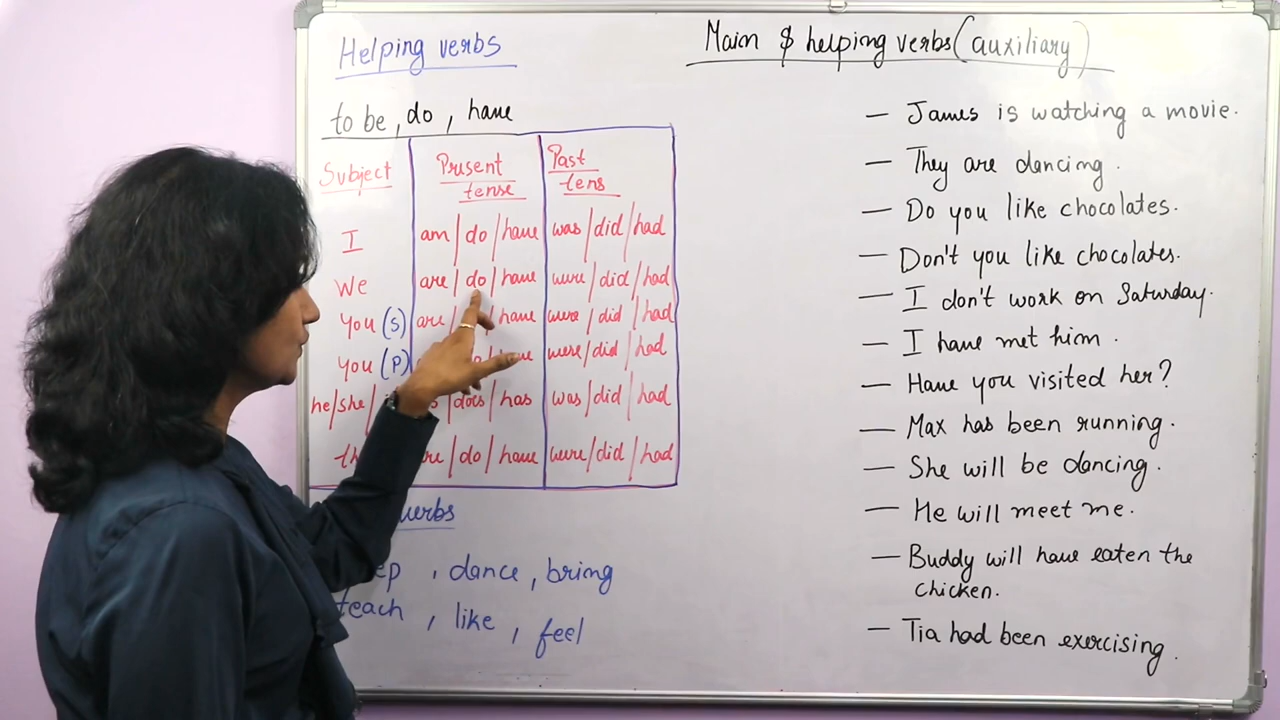 Helping verbs
to be, do, have
Subject Present tense Past tens
I am/do/have was/did/had
We are/do/have were/did/had
You (S) are/ have were/did/had
You (P) were/did/had
he/she/ does/has was/did/had
do/have were/did/had
verbs
, dance, bring
teach, like, feel
Main & helping verbs (auxiliary)
— James is watching a movie.
— They are dancing.
— Do you like chocolates.
— Don't you like chocolates.
— I don't work on Saturday.
— I have met him.
— Have you visited her?
— Max has been running.
— She will be dancing.
— He will meet me.
— Buddy will have eaten the
chicken.
— Tia had been exercising.